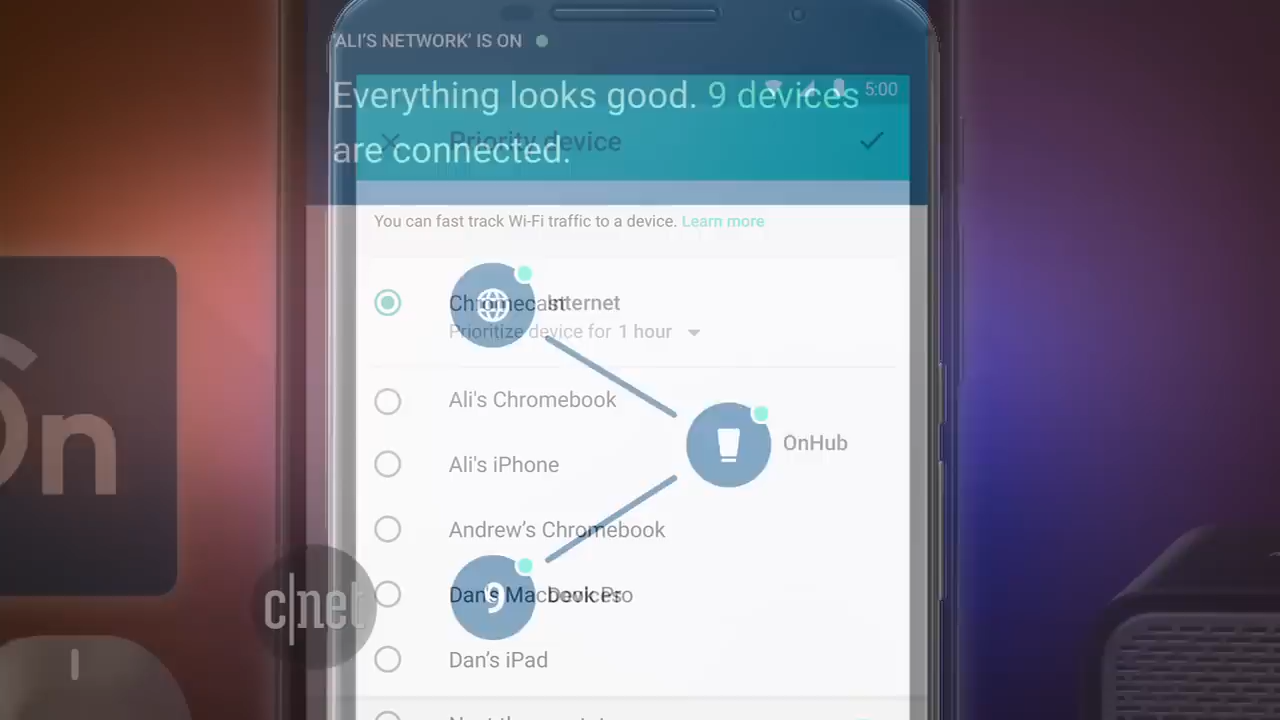 'ALI'S NETWORK' IS ON
Everything looks good. 9 devices
are connected.
5:00
Priority device
You can fast track Wi-Fi traffic to a device. Learn more
Chromecast
Internet
Prioritize device for 1 hour
Ali's Chromebook
OnHub
Ali's iPhone
Andrew’s Chromebook
9
Dan's Macbook Pro
Devices
Dan’s iPad
On
c|net